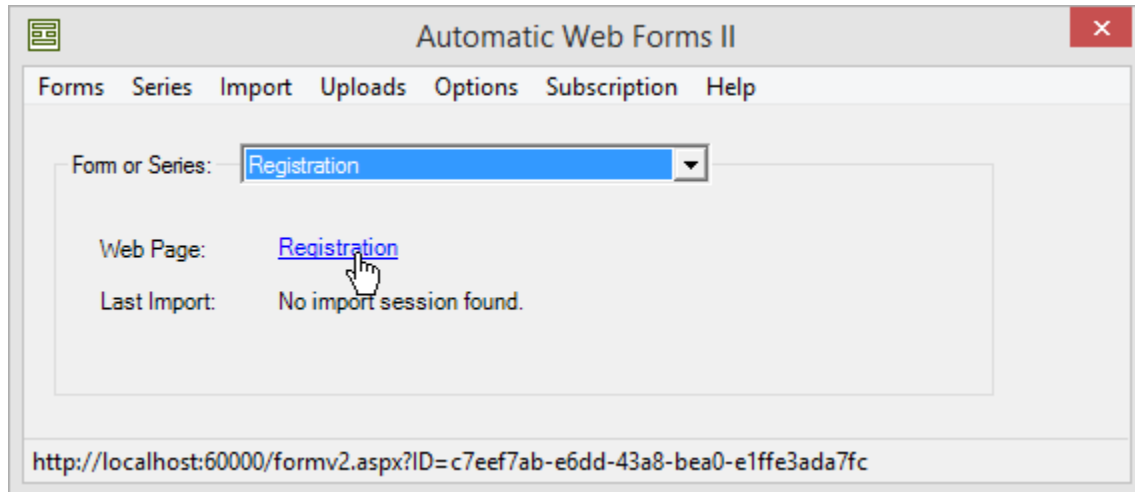 Automatic Web Forms II
Forms Series Import Uploads Options Subscription Help
Form or Series: Registration
Web Page: Registration
Last Import: No import session found.
http://localhost:60000/formv2.aspx?ID=c7eef7ab-e6dd-43a8-bea0-e1ffe3ada7fc